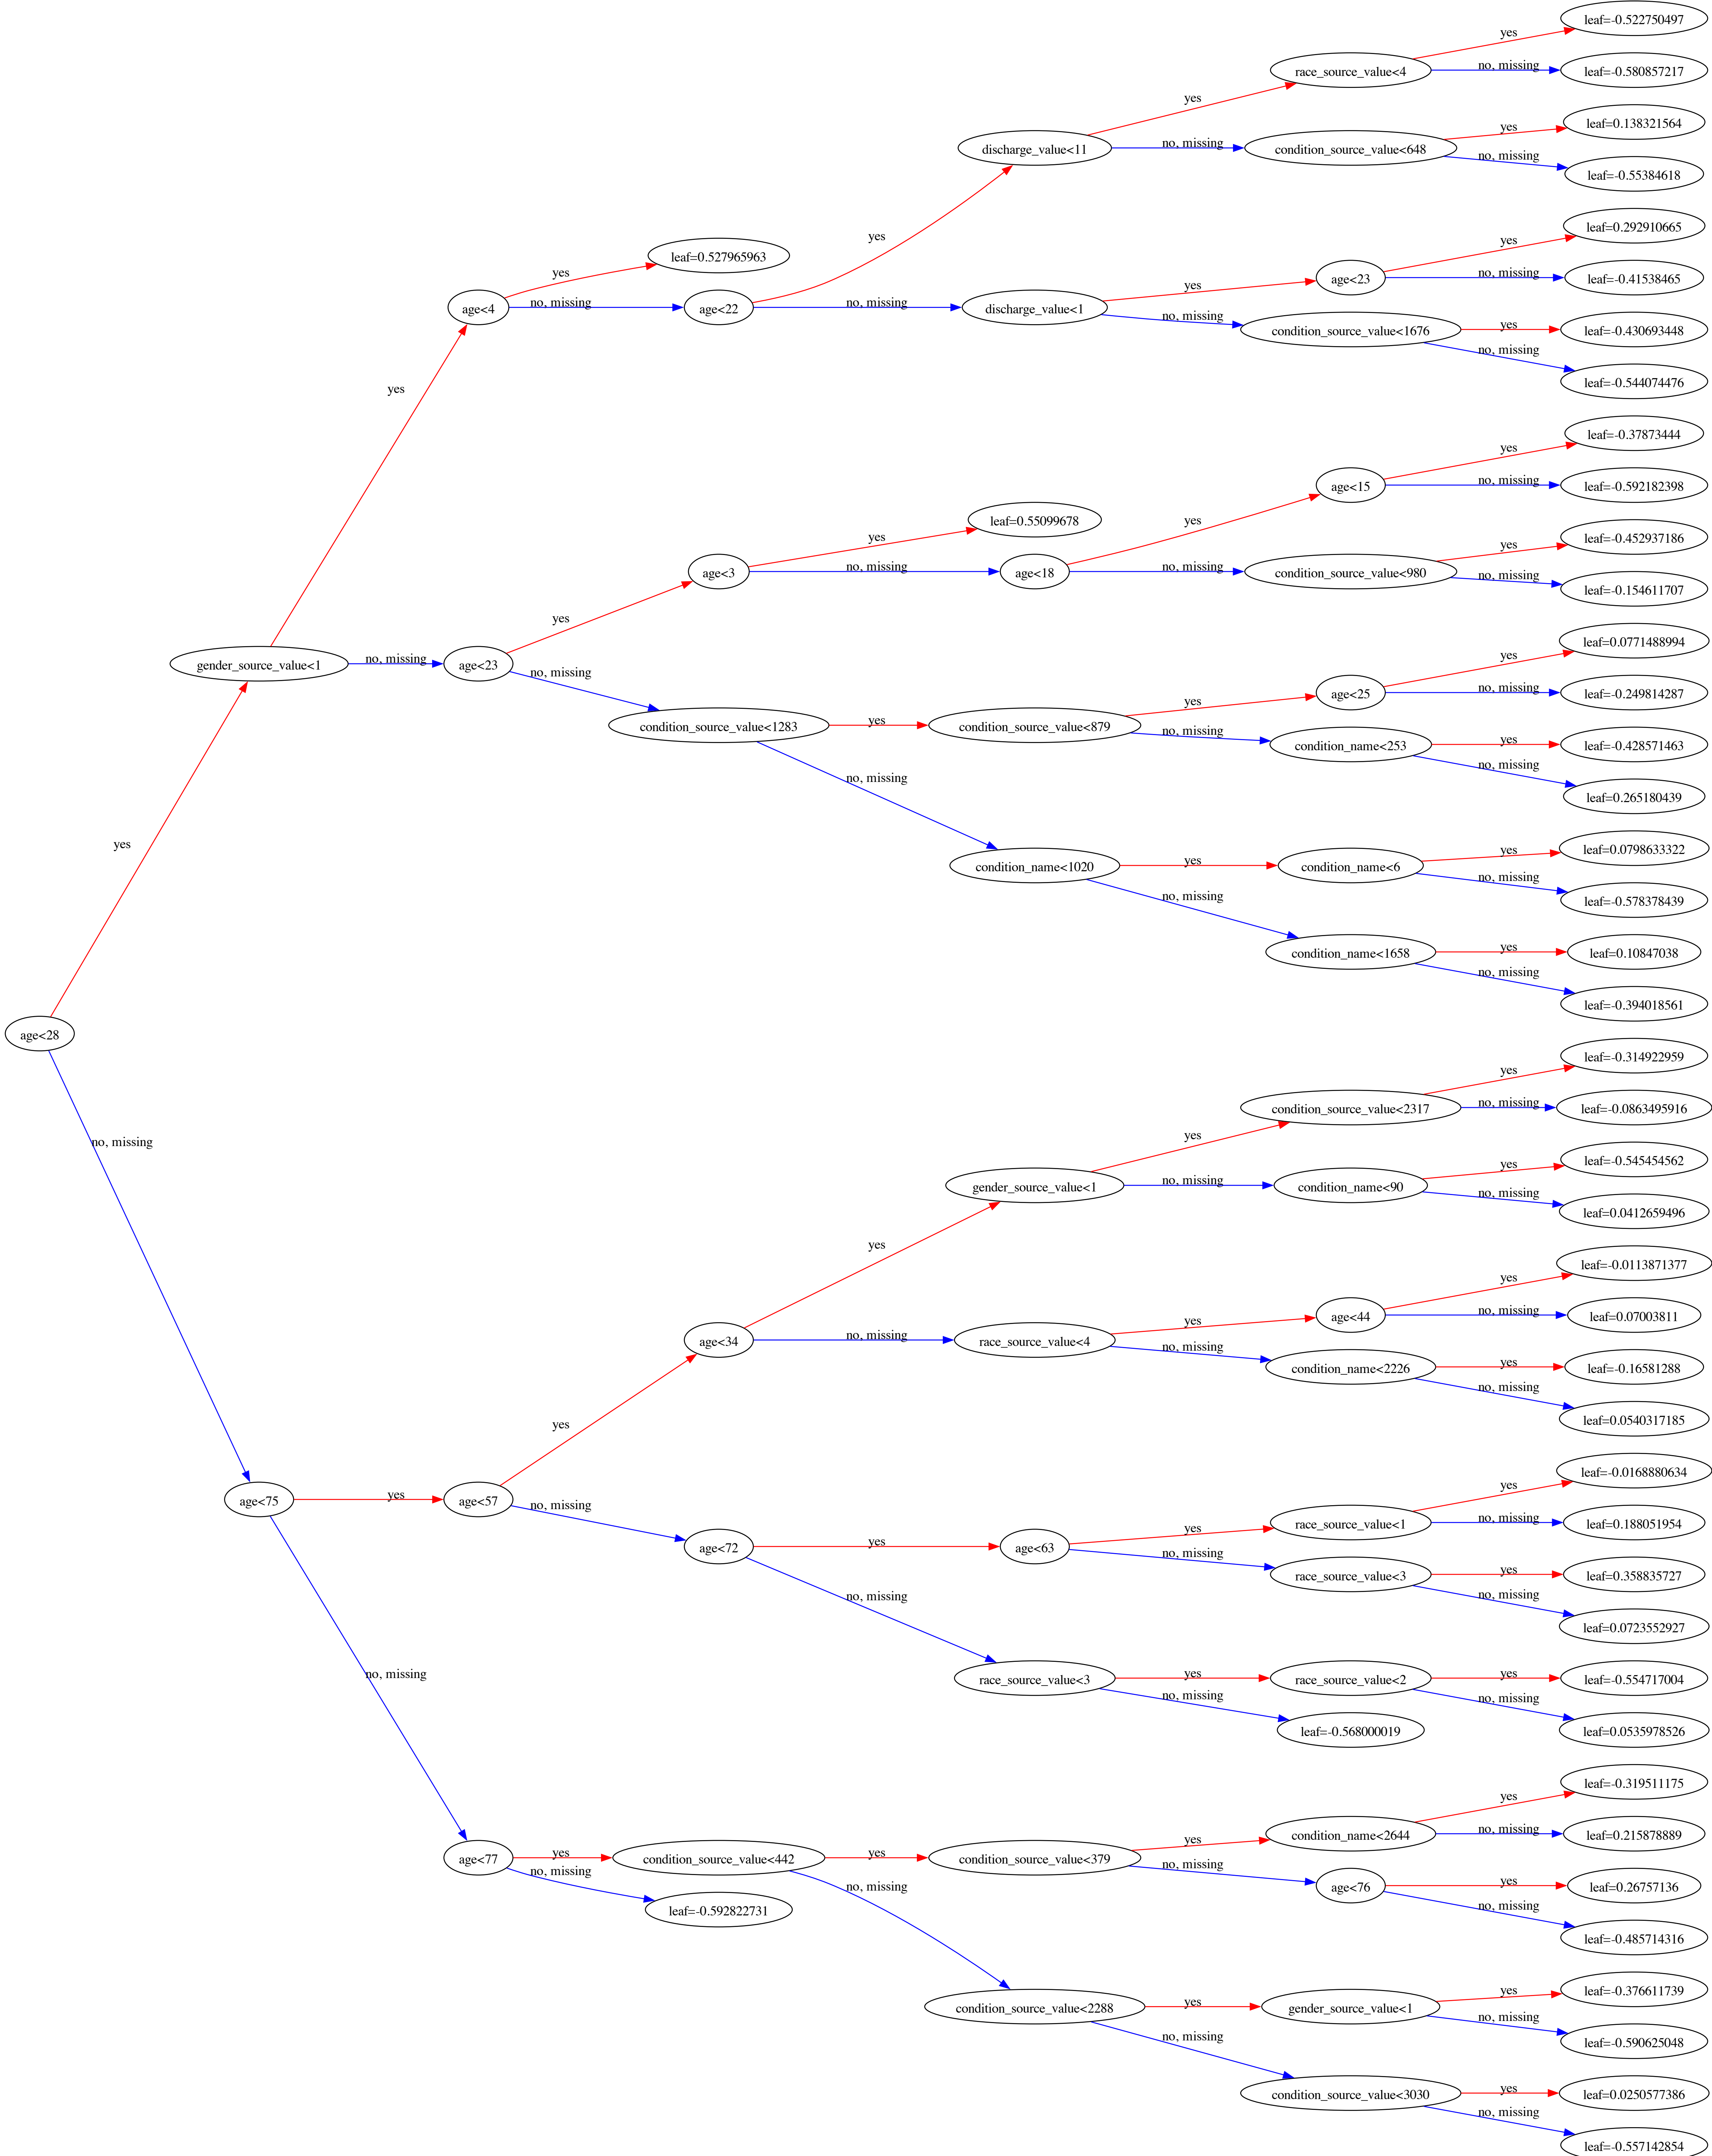 leaf=-0.522750497
yes
race_source_value<4
no, missing
leaf=-0.580857217
yes
leaf=0.138321564
yes
discharge_value<11
no, missing
condition_source_value<648
no, missing
leaf=-0.55384618
leaf=0.292910665
yes
yes
leaf=0.527965963
yes
age<23
no, missing
leaf=-0.41538465
yes
age<4
no, missing
age<22
no, missing
discharge_value<1
no, missing
condition_source_value<1676
yes
leaf=-0.430693448
no, missing
leaf=-0.544074476
yes
leaf=-0.37873444
yes
age<15
no, missing
leaf=-0.592182398
yes
leaf=0.55099678
yes
leaf=-0.452937186
yes
age<3
no, missing
age<18
no, missing
condition_source_value<980
no, missing
leaf=-0.154611707
yes
gender_source_value<1
no, missing
age<23
no, missing
leaf=0.0771488994
yes
age<25
no, missing
leaf=-0.249814287
yes
condition_source_value<1283
yes
condition_source_value<879
no, missing
condition_name<253
yes
leaf=-0.428571463
no, missing
no, missing
leaf=0.265180439
yes
condition_name<1020
yes
condition_name<6
yes
leaf=0.0798633322
no, missing
leaf=-0.578378439
no, missing
condition_name<1658
yes
leaf=0.10847038
no, missing
leaf=-0.394018561
age<28
no, missing
leaf=-0.314922959
yes
condition_source_value<2317
no, missing
leaf=-0.0863495916
yes
gender_source_value<1
no, missing
condition_name<90
yes
leaf=-0.545454562
no, missing
leaf=0.0412659496
yes
leaf=-0.0113871377
yes
age<44
no, missing
leaf=0.07003811
yes
age<34
no, missing
race_source_value<4
no, missing
condition_name<2226
yes
leaf=-0.16581288
no, missing
leaf=0.0540317185
yes
leaf=-0.0168880634
yes
age<75
yes
age<57
no, missing
race_source_value<1
no, missing
leaf=0.188051954
yes
age<72
yes
age<63
no, missing
race_source_value<3
yes
leaf=0.358835727
no, missing
leaf=0.0723552927
no, missing
race_source_value<3
yes
race_source_value<2
yes
leaf=-0.554717004
no, missing
no, missing
leaf=0.0535978526
leaf=-0.568000019
no, missing
leaf=-0.319511175
yes
condition_name<2644
no, missing
leaf=0.215878889
yes
age<77
yes
condition_source_value<442
yes
condition_source_value<379
no, missing
age<76
yes
leaf=0.26757136
no, missing
leaf=-0.592822731
no, missing
no, missing
leaf=-0.485714316
condition_source_value<2288
yes
gender_source_value<1
yes
leaf=-0.376611739
no, missing
leaf=-0.590625048
no, missing
condition_source_value<3030
yes
leaf=0.0250577386
no, missing
leaf=-0.557142854